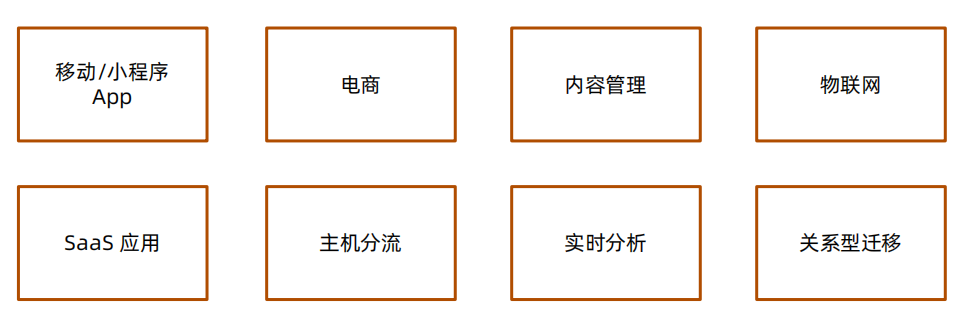 移动/小程序
App
电商
内容管理
物联网
SaaS 应用
主机分流
实时分析
关系型迁移